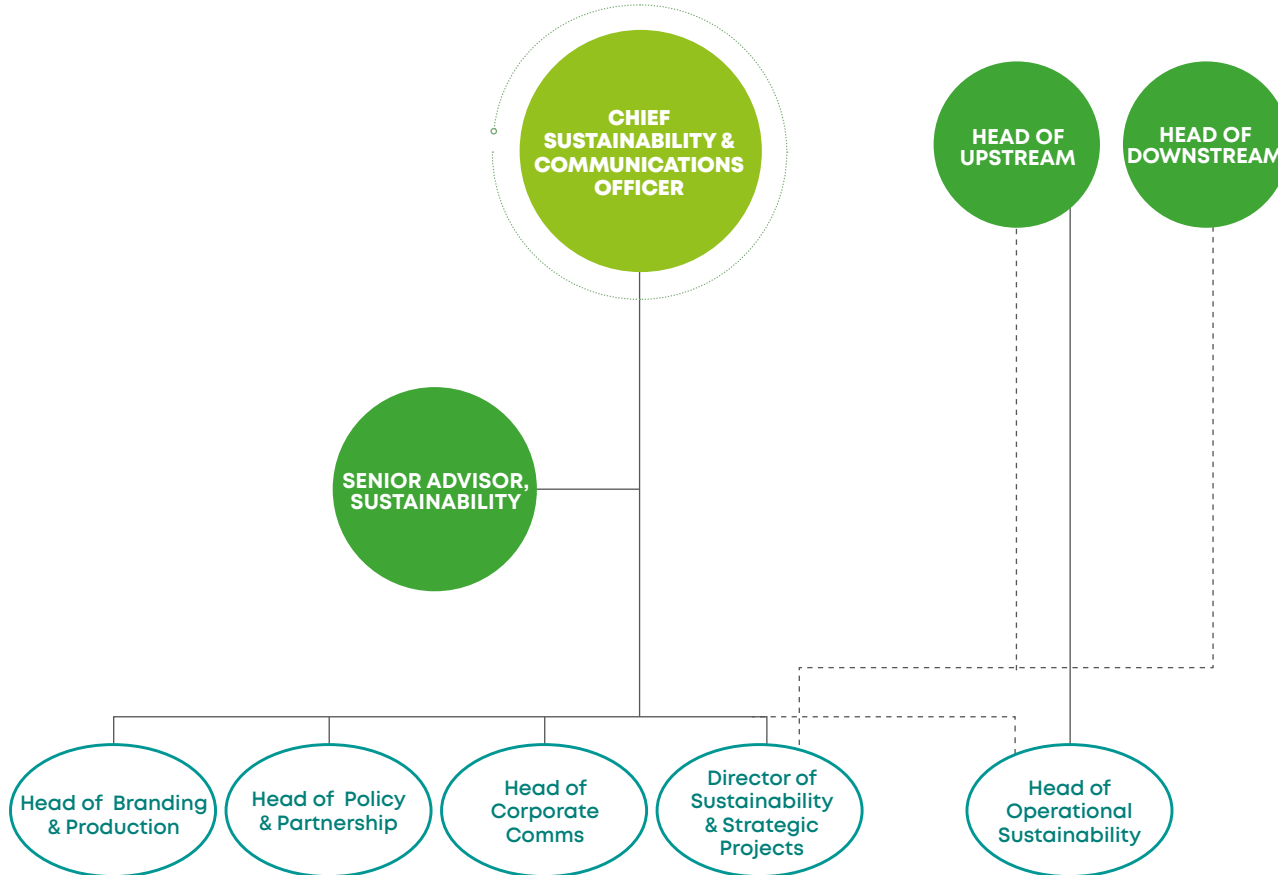 CHIEF
SUSTAINABILITY &
COMMUNICATIONS
OFFICER
HEAD OF
UPSTREAM
HEAD OF
DOWNSTREAM
SENIOR ADVISOR,
SUSTAINABILITY
Head of Branding
& Production
Head of Policy
& Partnership
Head of
Corporate
Comms
Director of
Sustainability
& Strategic
Projects
Head of
Operational
Sustainability